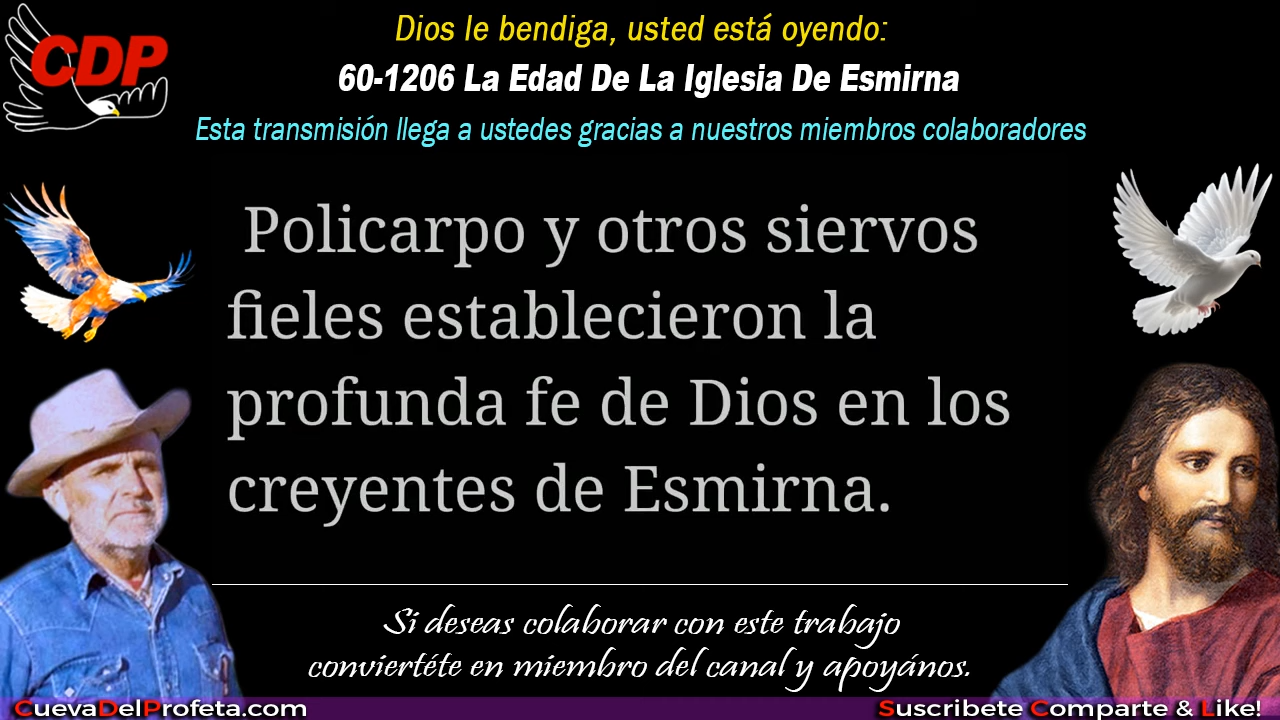 CDP
Dios le bendiga, usted está oyendo:
60-1206 La Edad De La Iglesia De Esmirna
Esta transmisión llega a ustedes gracias a nuestros miembros colaboradores
Policarpo y otros siervos
fieles establecieron la
profunda fe de Dios en los
creyentes de Esmirna.
Si deseas colaborar con este trabajo
conviertéte en miembro del canal y apoyános.
CuevaDelProfeta.com
Suscribete Comparte & Like!